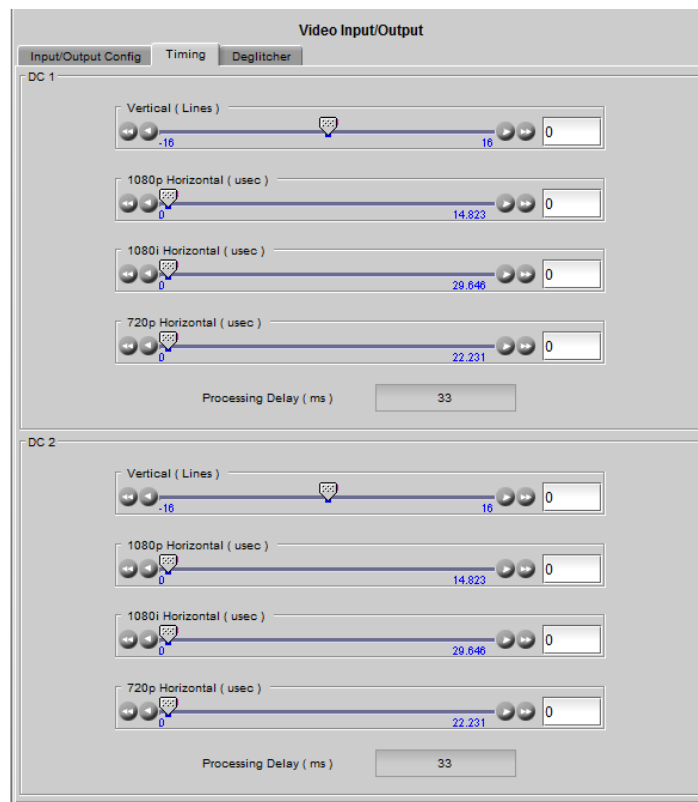 Video Input/Output
Input/Output Config Timing Deglitcher
DC 1
Vertical ( Lines )
0
-16 16
1080p Horizontal ( usec )
0
0 14.823
1080i Horizontal ( usec )
0
0 29.646
720p Horizontal ( usec )
0
0 22.231
Processing Delay ( ms ) 33
DC 2
Vertical ( Lines )
0
-16 16
1080p Horizontal ( usec )
0
0 14.823
1080i Horizontal ( usec )
0
0 29.646
720p Horizontal ( usec )
0
0 22.231
Processing Delay ( ms ) 33